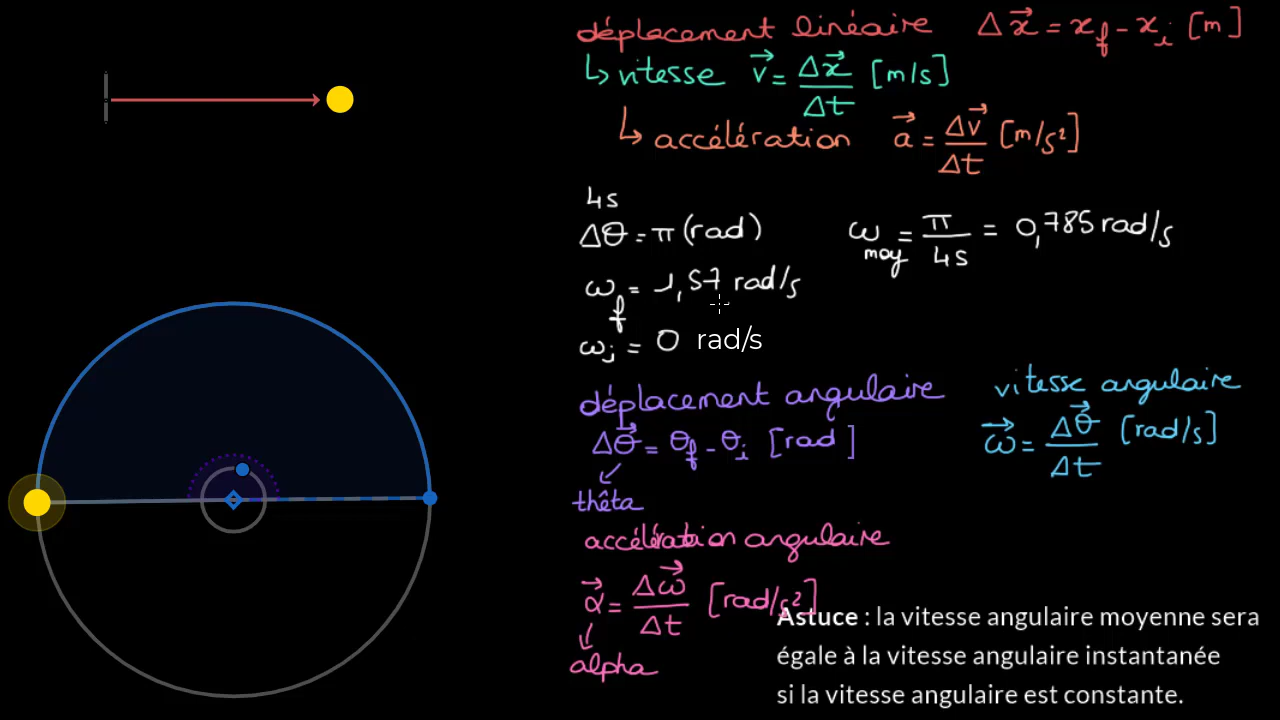 déplacement linéaire Δx⃗ = x_f - x_i [m]
↳ vitesse v⃗ = Δx⃗/Δt [m/s]
↳ accélération a⃗ = Δv⃗/Δt [m/s²]
4s
Δθ = π (rad) ω_moy = π/4s = 0,785 rad/s
ω_f = 1,57 rad/s
ω_i = 0 rad/s
déplacement angulaire vitesse angulaire
Δθ⃗ = θ_f - θ_i [rad] ω⃗ = Δθ⃗/Δt [rad/s]
thêta
accélération angulaire
α⃗ = Δω⃗/Δt [rad/s²]
alpha
Astuce : la vitesse angulaire moyenne sera
égale à la vitesse angulaire instantanée
si la vitesse angulaire est constante.